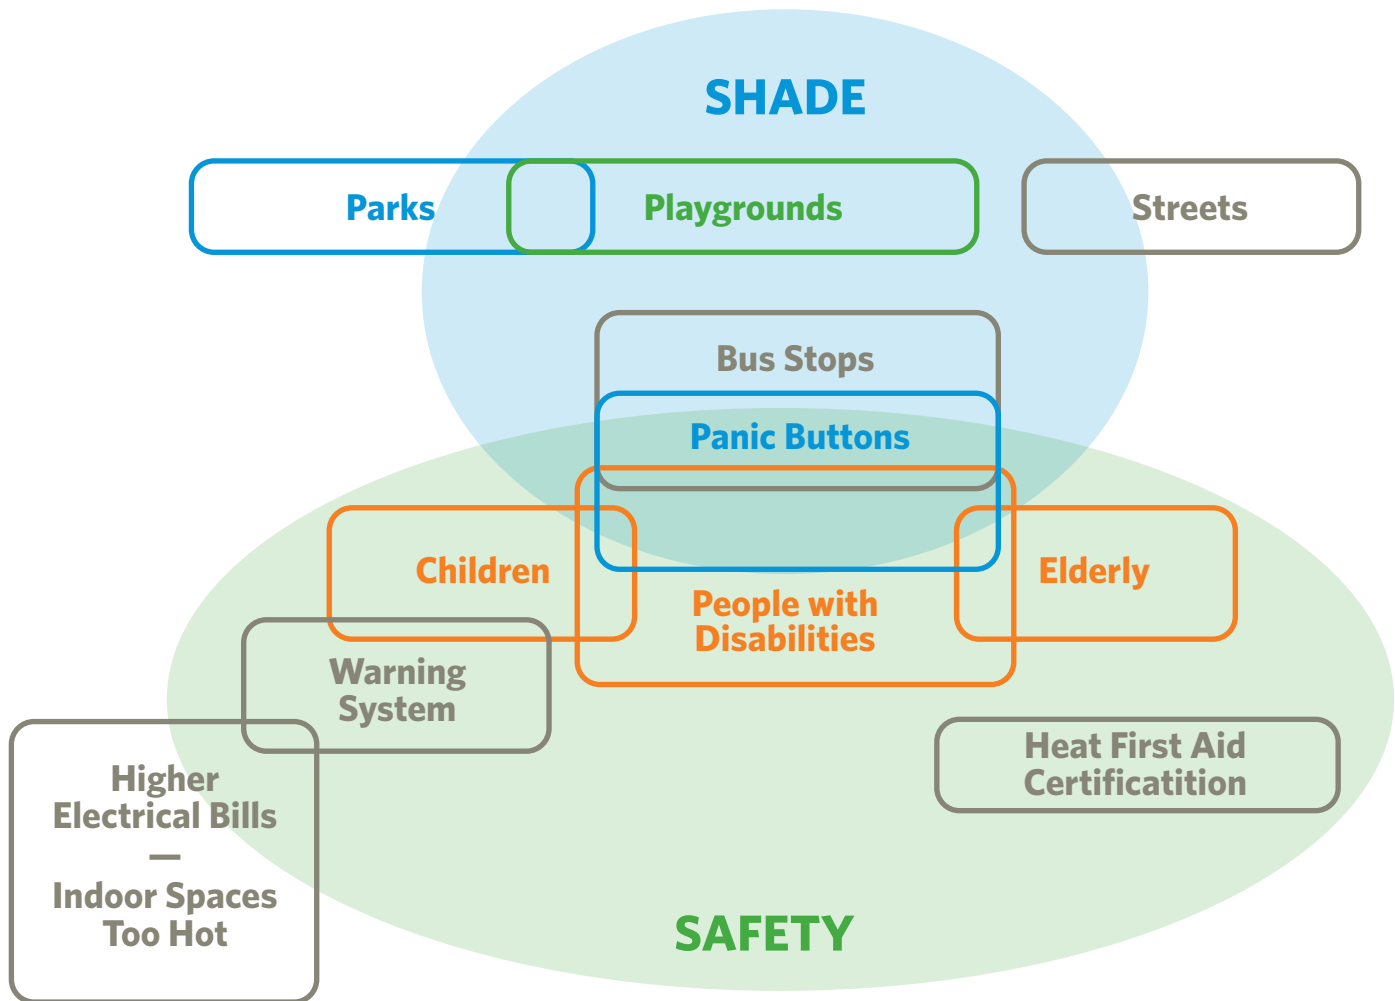 SHADE
Parks
Playgrounds
Streets
Bus Stops
Panic Buttons
Children
Elderly
People with
Disabilities
Warning
System
Heat First Aid
Certificatition
Higher
Electrical Bills
—
Indoor Spaces
Too Hot
SAFETY